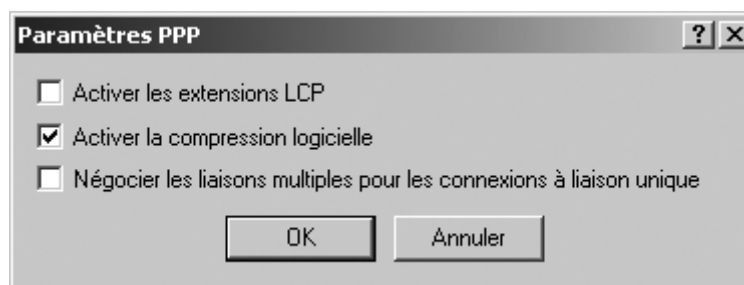 Paramètres PPP
Activer les extensions LCP
Activer la compression logicielle
Négocier les liaisons multiples pour les connexions à liaison unique
OK Annuler